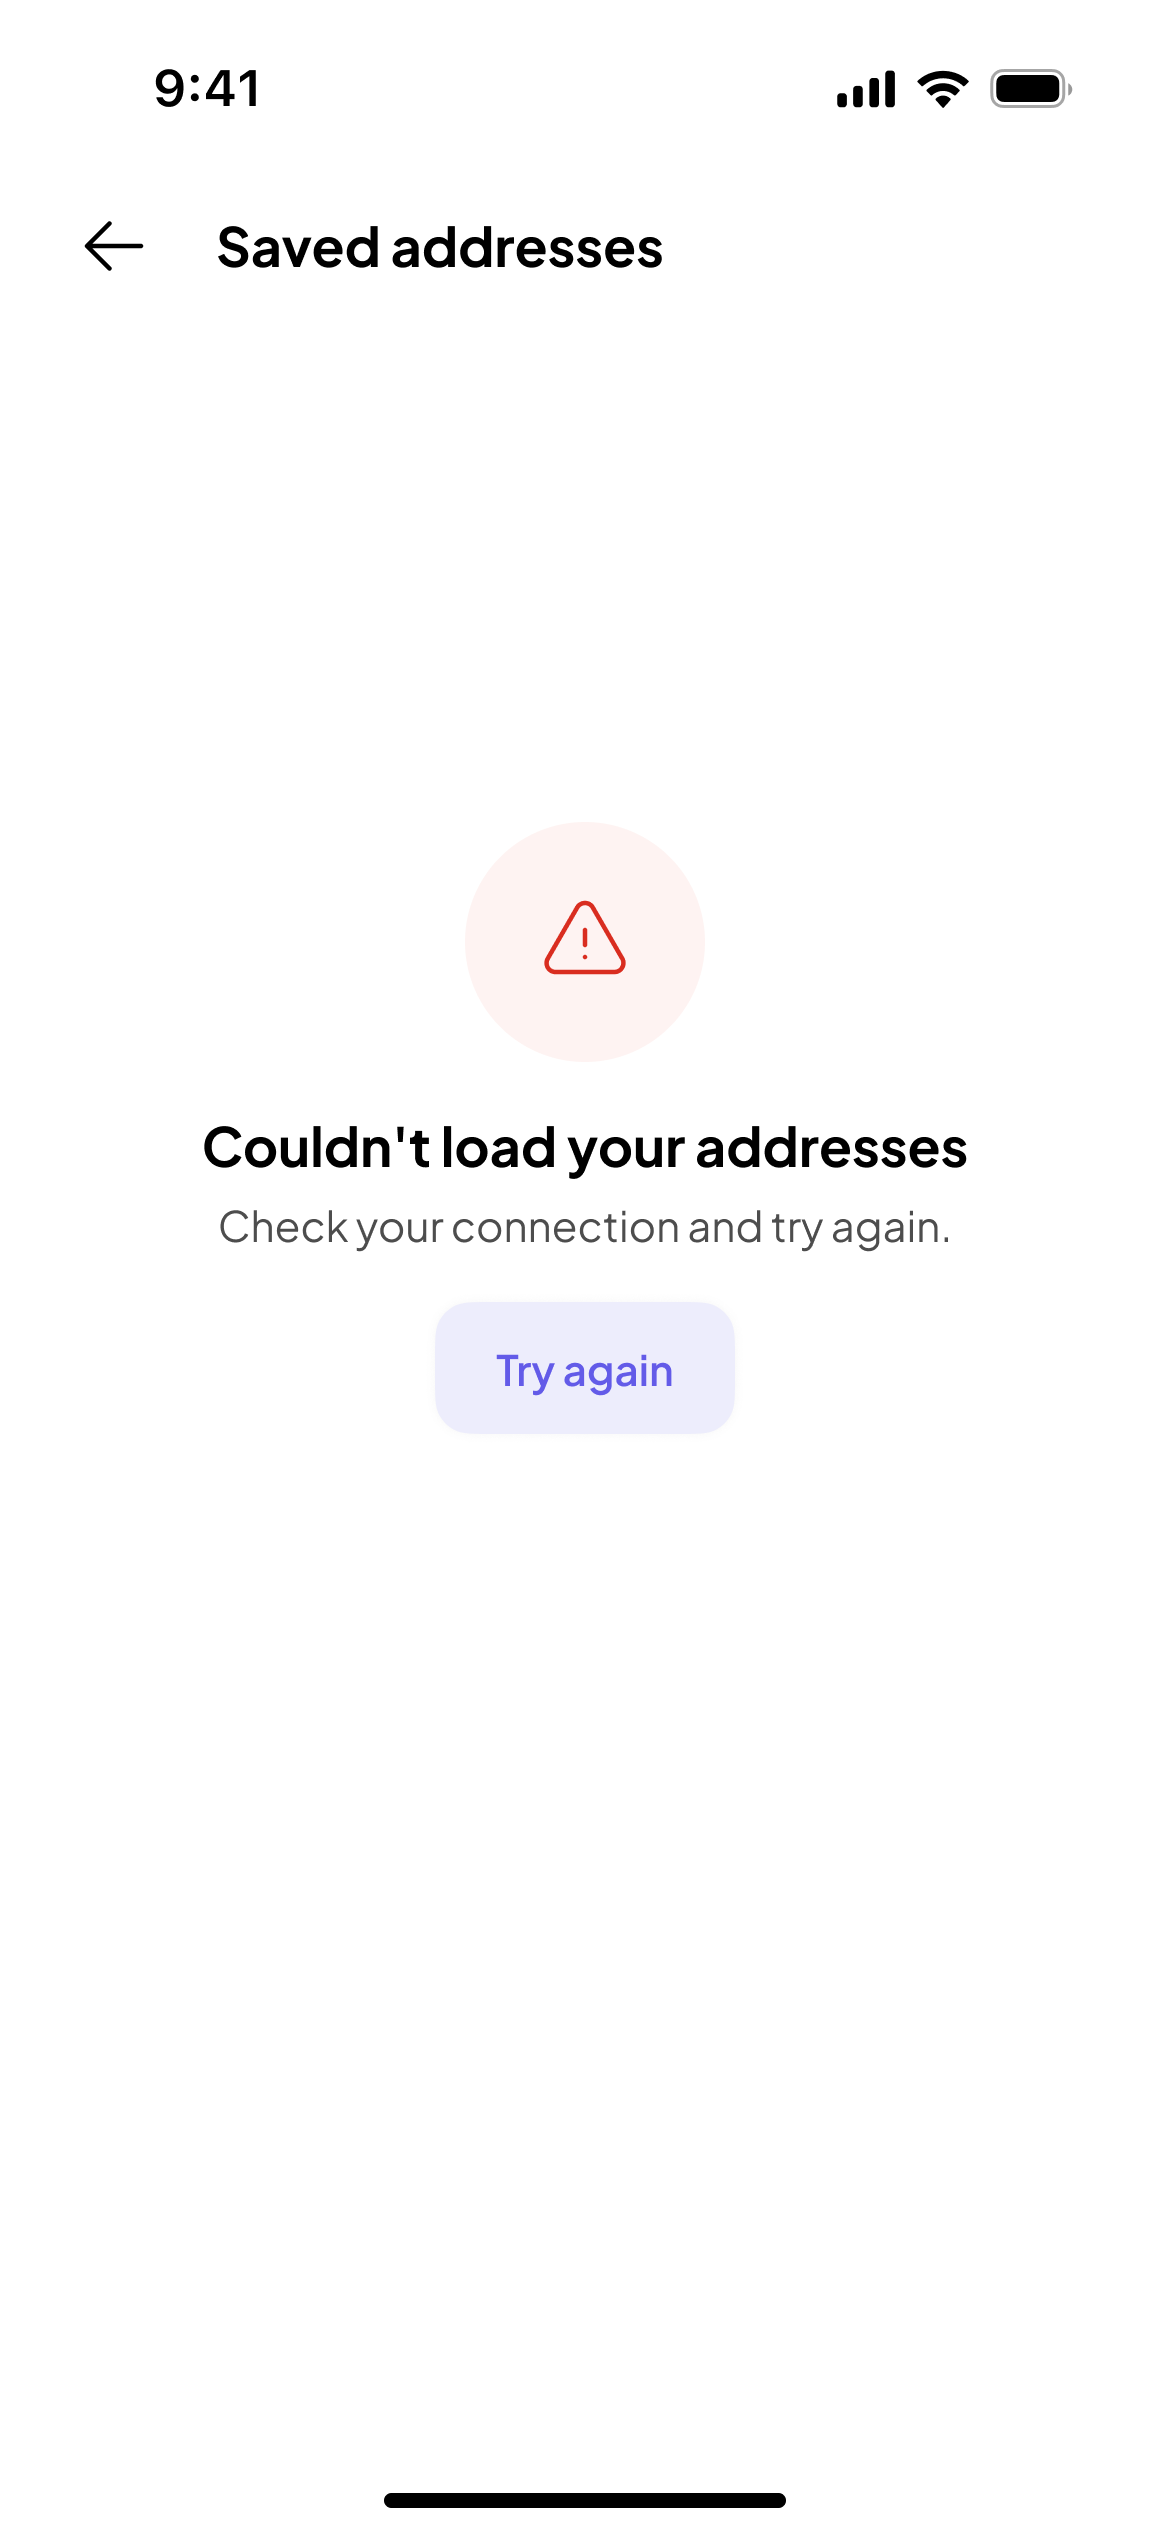 9:41
Saved addresses
Couldn't load your addresses
Check your connection and try again.
Try again